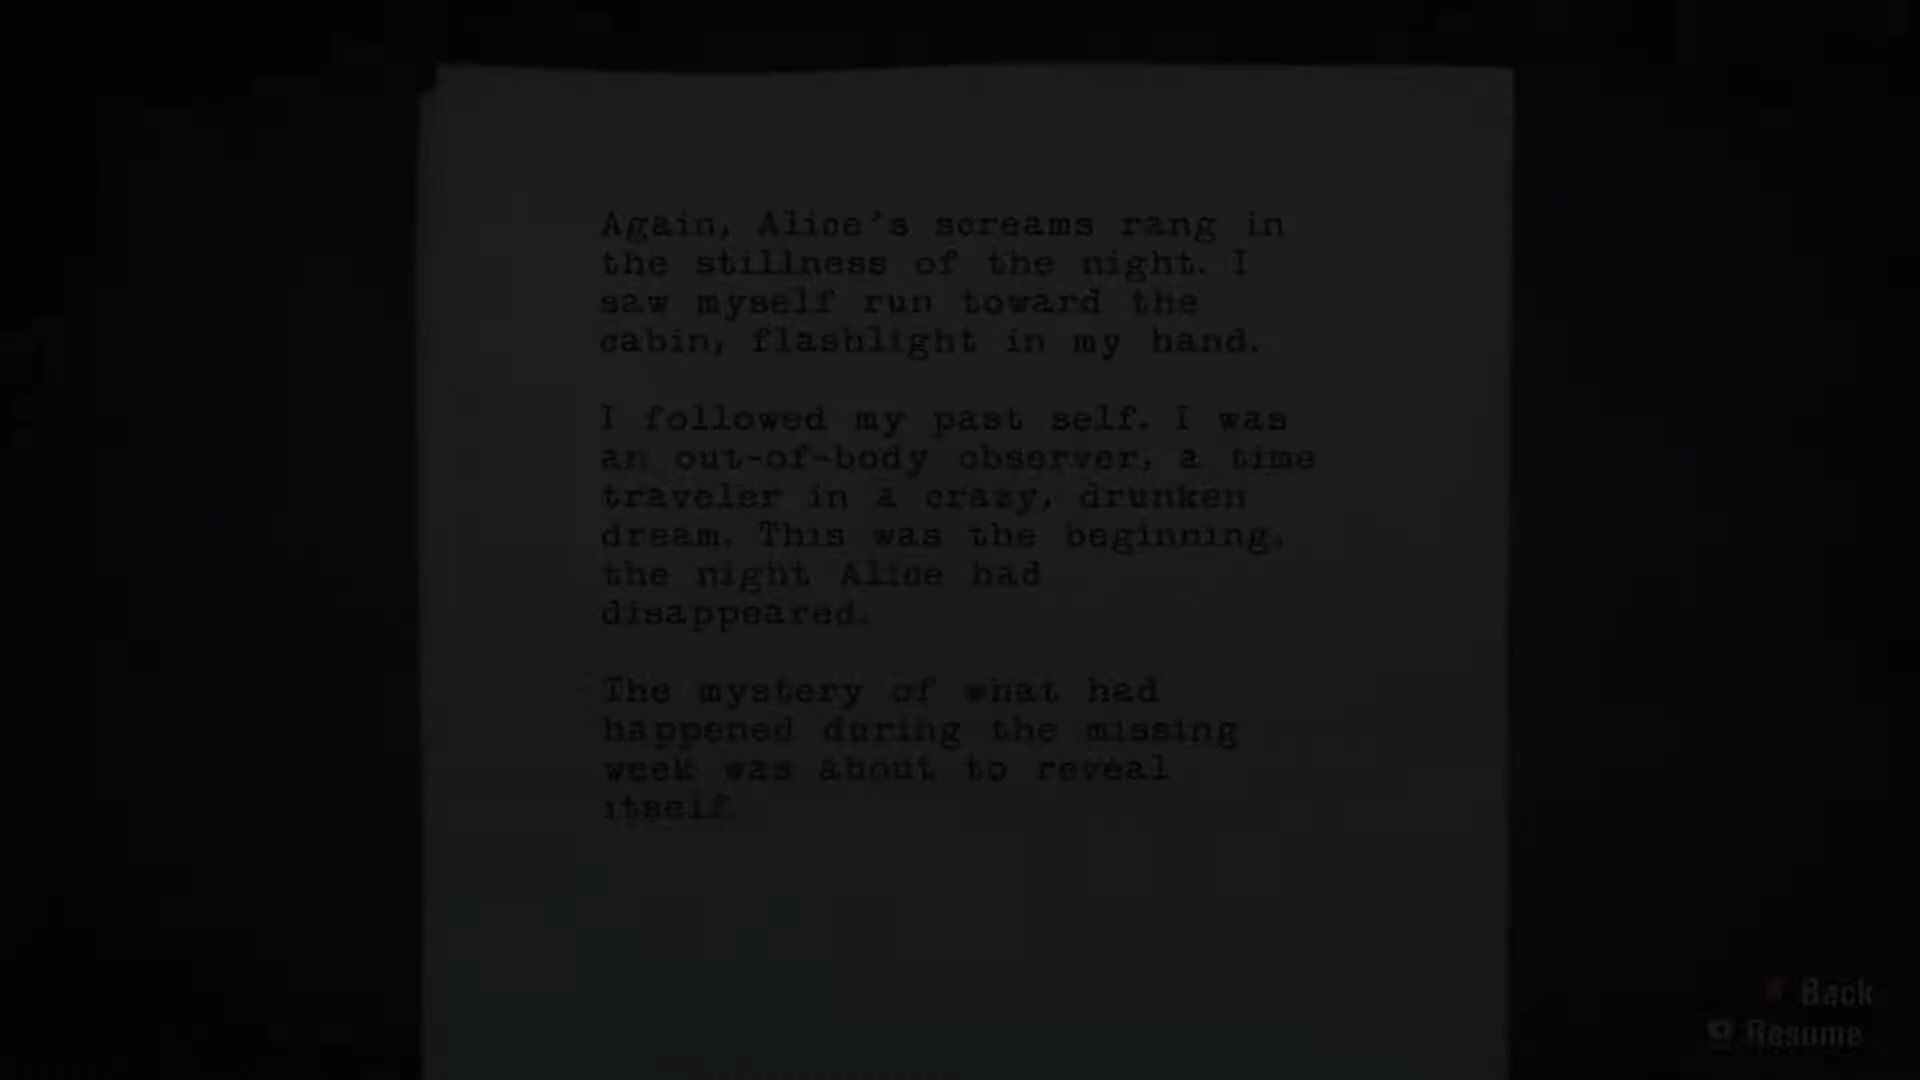 Again, Alice's screams rang in
the stillness of the night. I
saw myself run toward the
cabin, flashlight in my hand.
I followed my past self. I was
an out-of-body observer, a time
traveler in a crazy, drunken
dream. This was the beginning,
the night Alice had
disappeared.
The mystery of what had
happened during the missing
week was about to reveal
itself.
Back
Resume